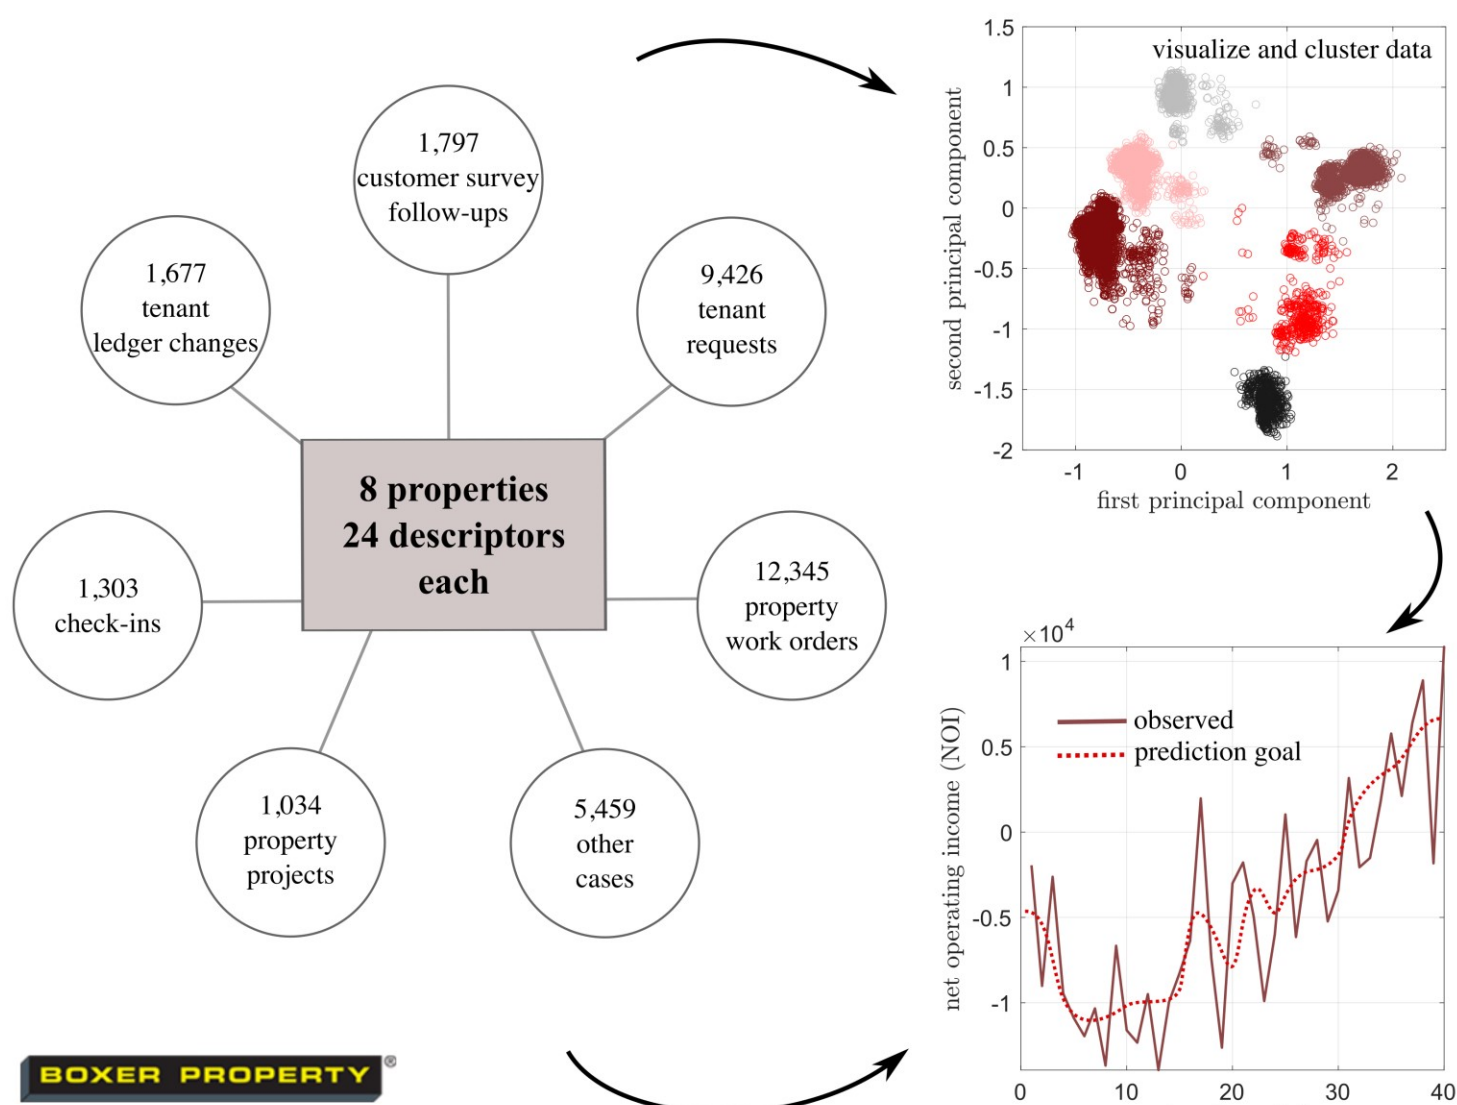 1,797
customer survey
follow-ups
1,677
tenant
ledger changes
9,426
tenant
requests
8 properties
24 descriptors
each
1,303
check-ins
12,345
property
work orders
1,034
property
projects
5,459
other
cases
BOXER PROPERTY®
visualize and cluster data
second principal component
1.5
1
0.5
0
-0.5
-1
-1.5
-2
-1 0 1 2
first principal component
×10⁴
net operating income (NOI)
1
0.5
0
-0.5
-1
observed
prediction goal
0 10 20 30 40